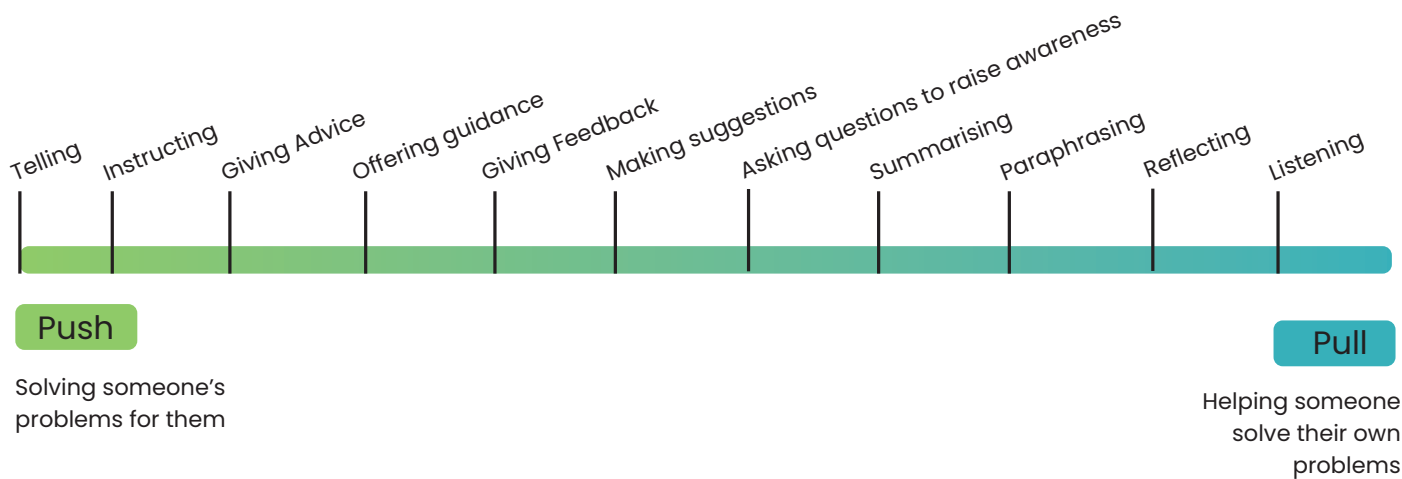 Telling
Instructing
Giving Advice
Offering guidance
Giving Feedback
Making suggestions
Asking questions to raise awareness
Summarising
Paraphrasing
Reflecting
Listening
Push
Solving someone’s
problems for them
Pull
Helping someone
solve their own
problems